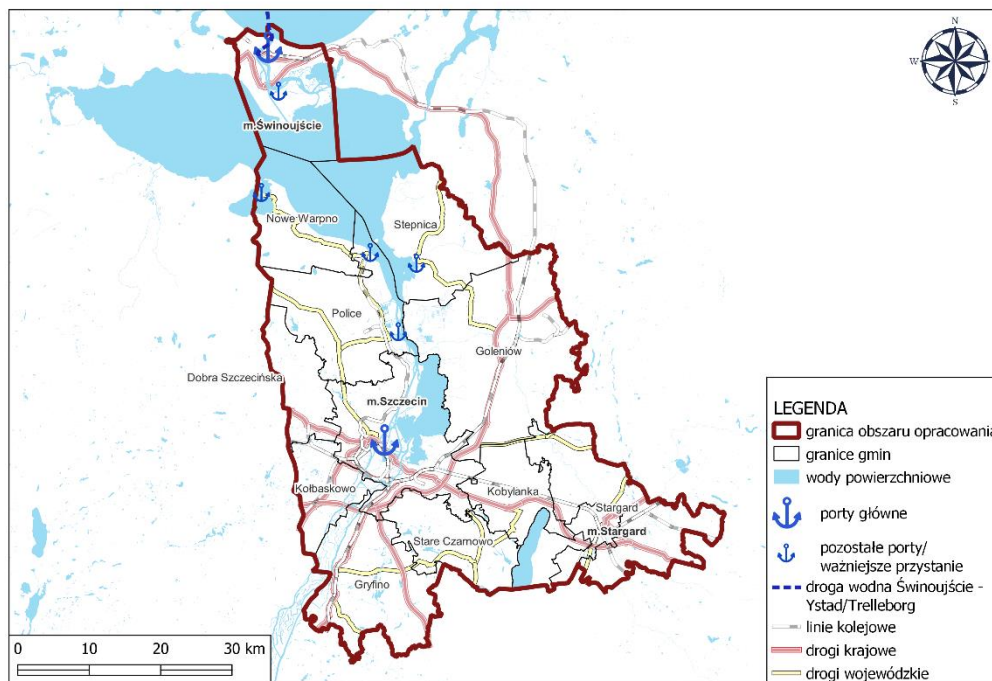 N
W
E
S
m.Świnoujście
Nowe Warpno
Stepnica
Police
Goleniów
Dobra Szczecińska
m.Szczecin
Kołbaskowo
Kobylanka
Stargard
m.Stargard
Stare Czarnowo
Gryfino
LEGENDA
granica obszaru opracowania
granice gmin
wody powierzchniowe
porty główne
pozostałe porty/
ważniejsze przystanie
droga wodna Świnoujście -
Ystad/Trelleborg
linie kolejowe
drogi krajowe
drogi wojewódzkie
0 10 20 30 km